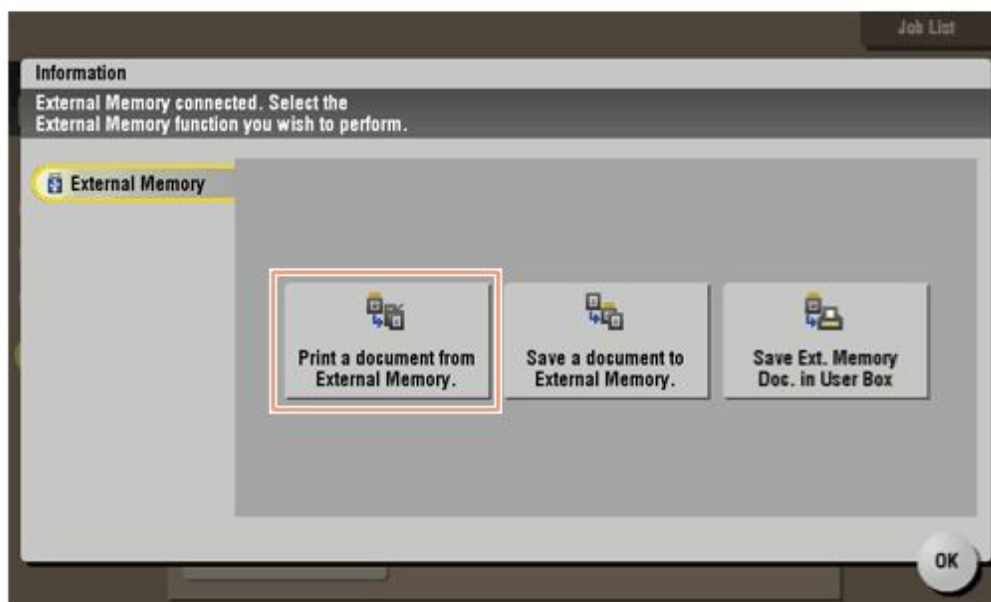 Job List
Information
External Memory connected. Select the
External Memory function you wish to perform.
External Memory
Print a document from
External Memory.
Save a document to
External Memory.
Save Ext. Memory
Doc. in User Box
OK